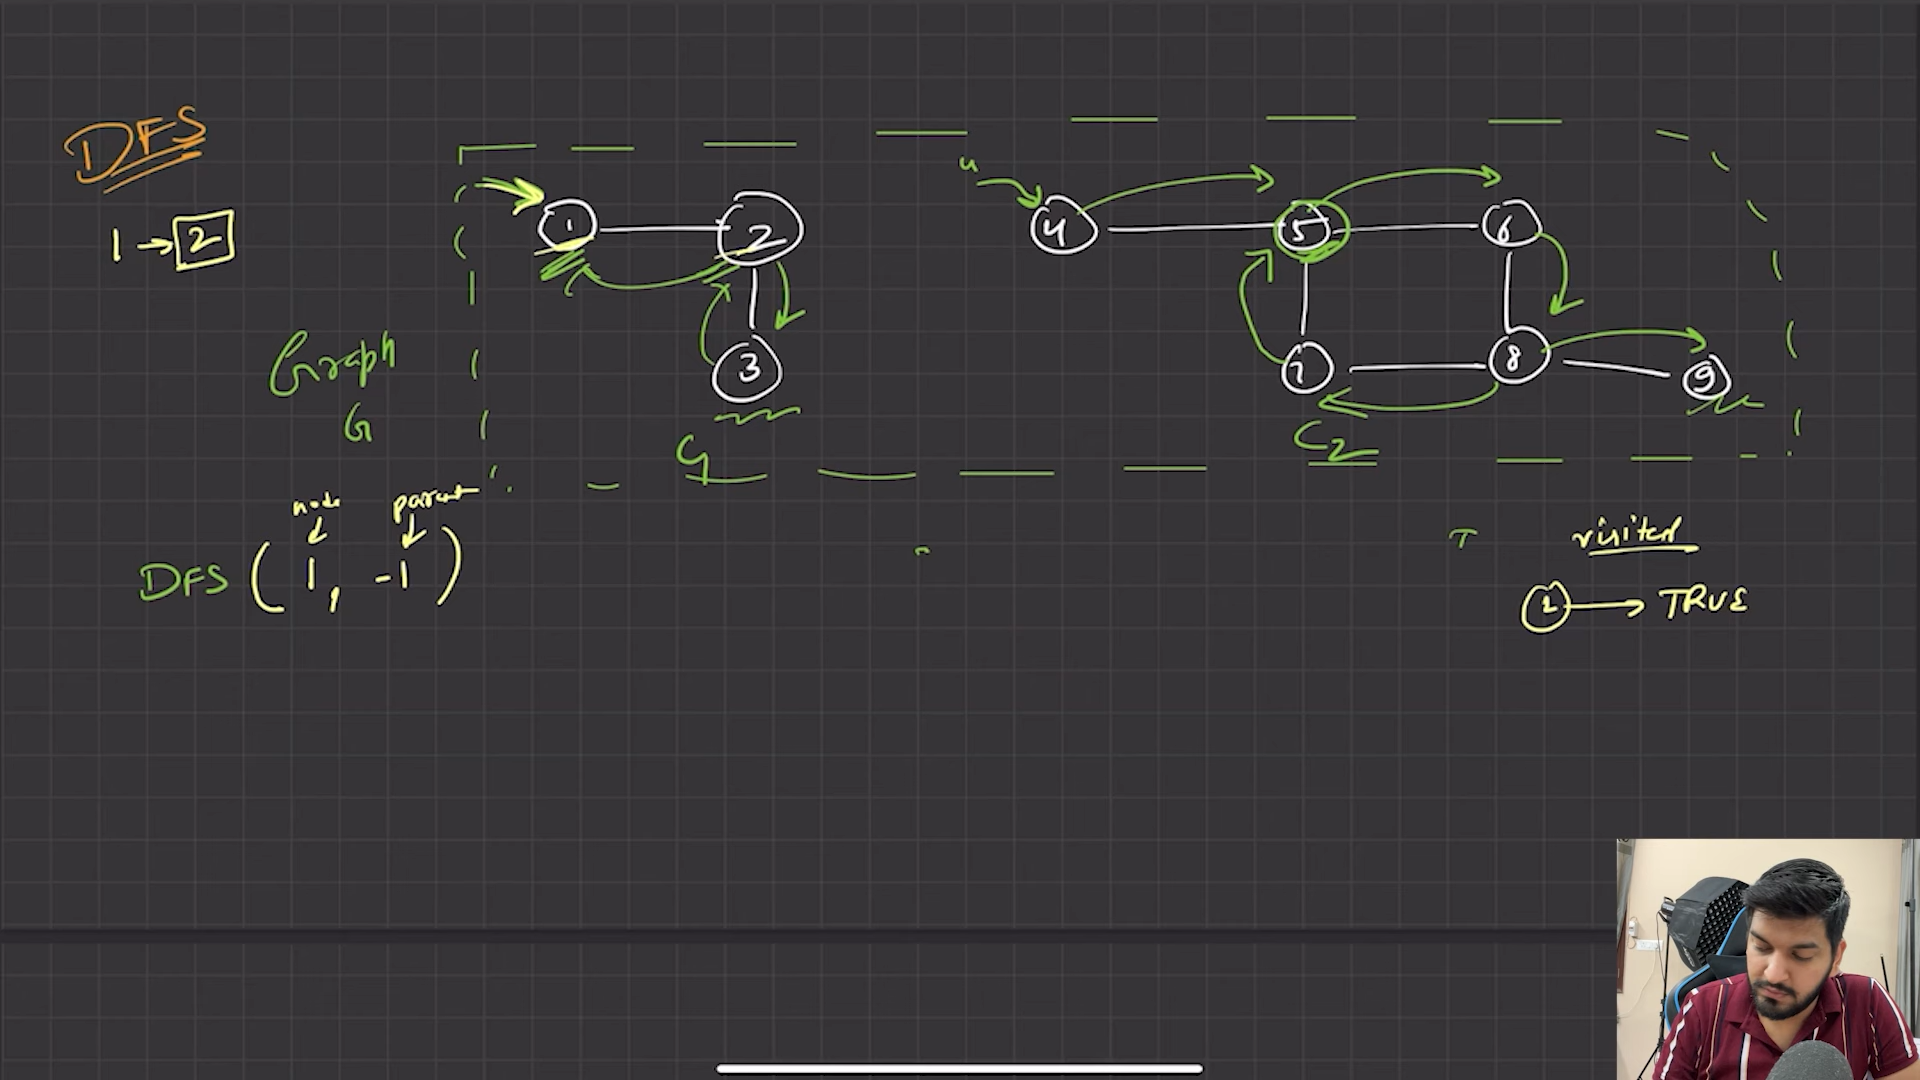 DFS
1 → 2
u
1
2
4
5
6
3
7
8
9
Graph
G
C1
C2
node parent
DFS ( 1 , -1 )
visited
1 → TRUE